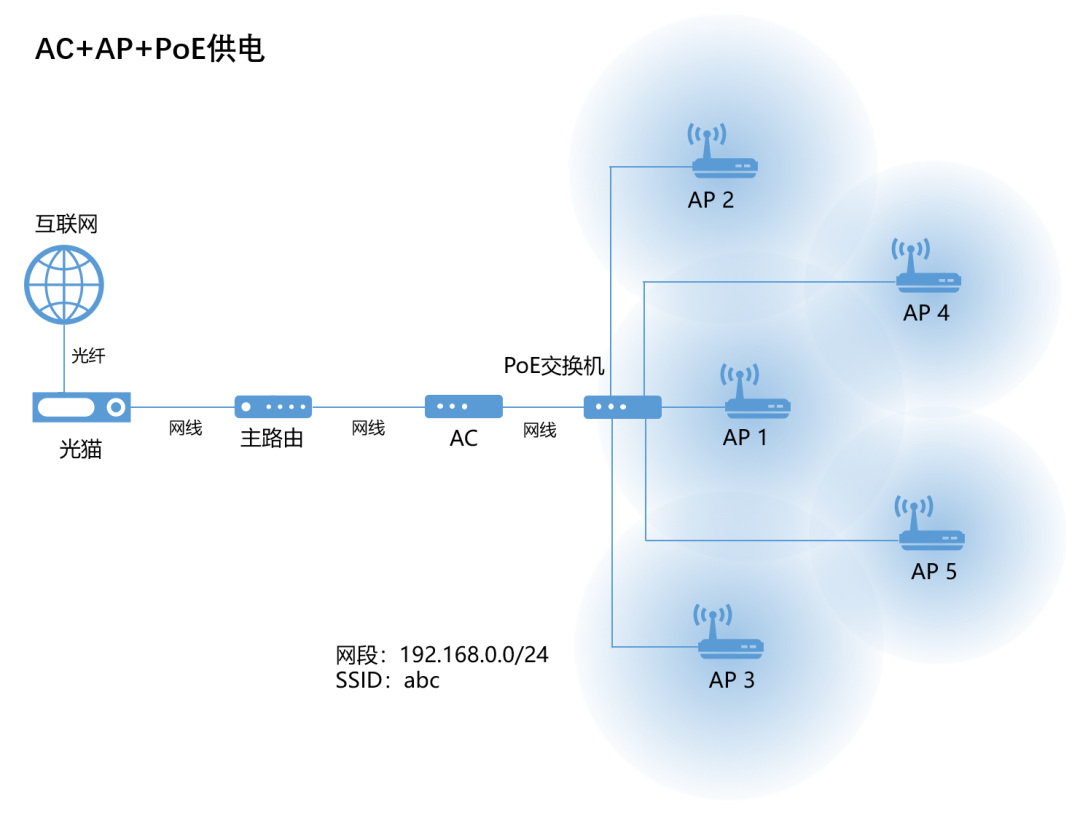 AC+AP+PoE供电
AP 2
互联网
AP 4
光纤
PoE交换机
网线
主路由
网线
AC
网线
AP 1
光猫
AP 5
网段：192.168.0.0/24
SSID：abc
AP 3